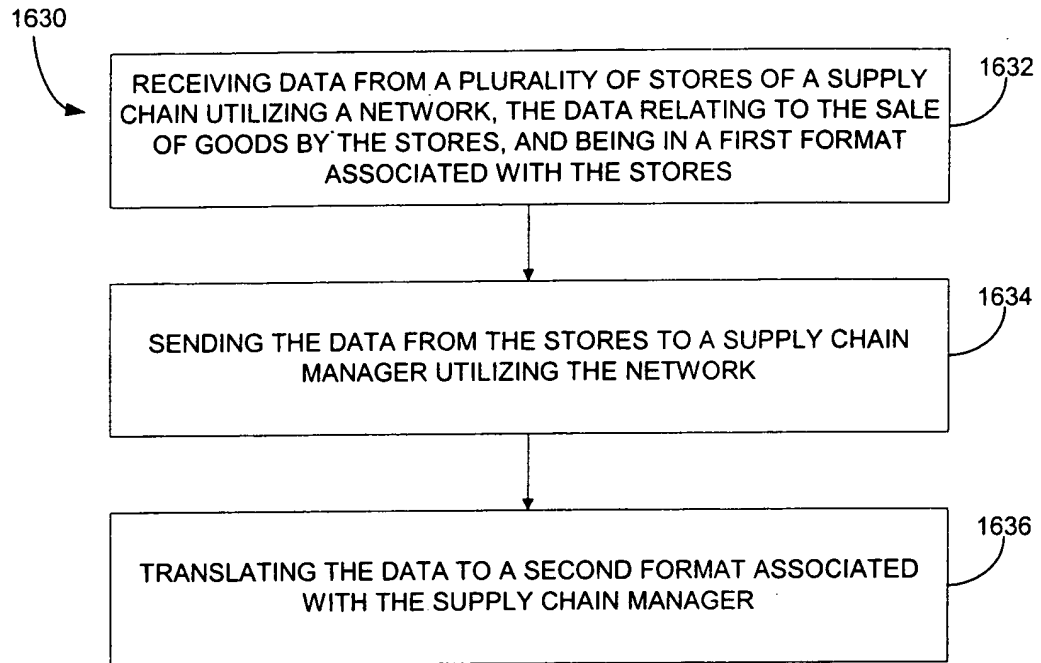 1630
RECEIVING DATA FROM A PLURALITY OF STORES OF A SUPPLY
CHAIN UTILIZING A NETWORK, THE DATA RELATING TO THE SALE
OF GOODS BY THE STORES, AND BEING IN A FIRST FORMAT
ASSOCIATED WITH THE STORES
1632
SENDING THE DATA FROM THE STORES TO A SUPPLY CHAIN
MANAGER UTILIZING THE NETWORK
1634
TRANSLATING THE DATA TO A SECOND FORMAT ASSOCIATED
WITH THE SUPPLY CHAIN MANAGER
1636